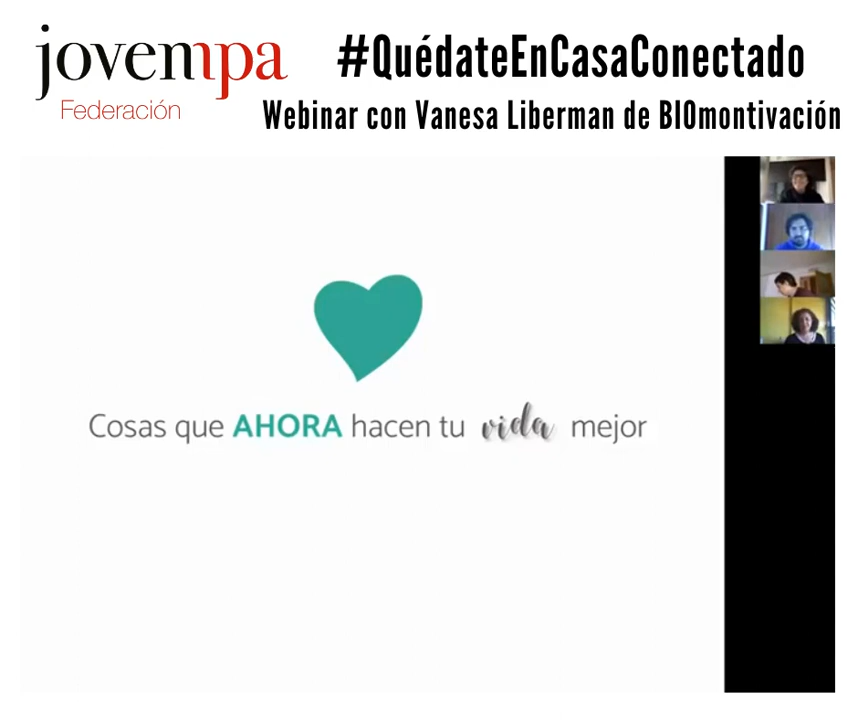 jovempa
Federación
#QuédateEnCasaConectado
Webinar con Vanesa Liberman de BIOmontivación
Cosas que AHORA hacen tu vida mejor